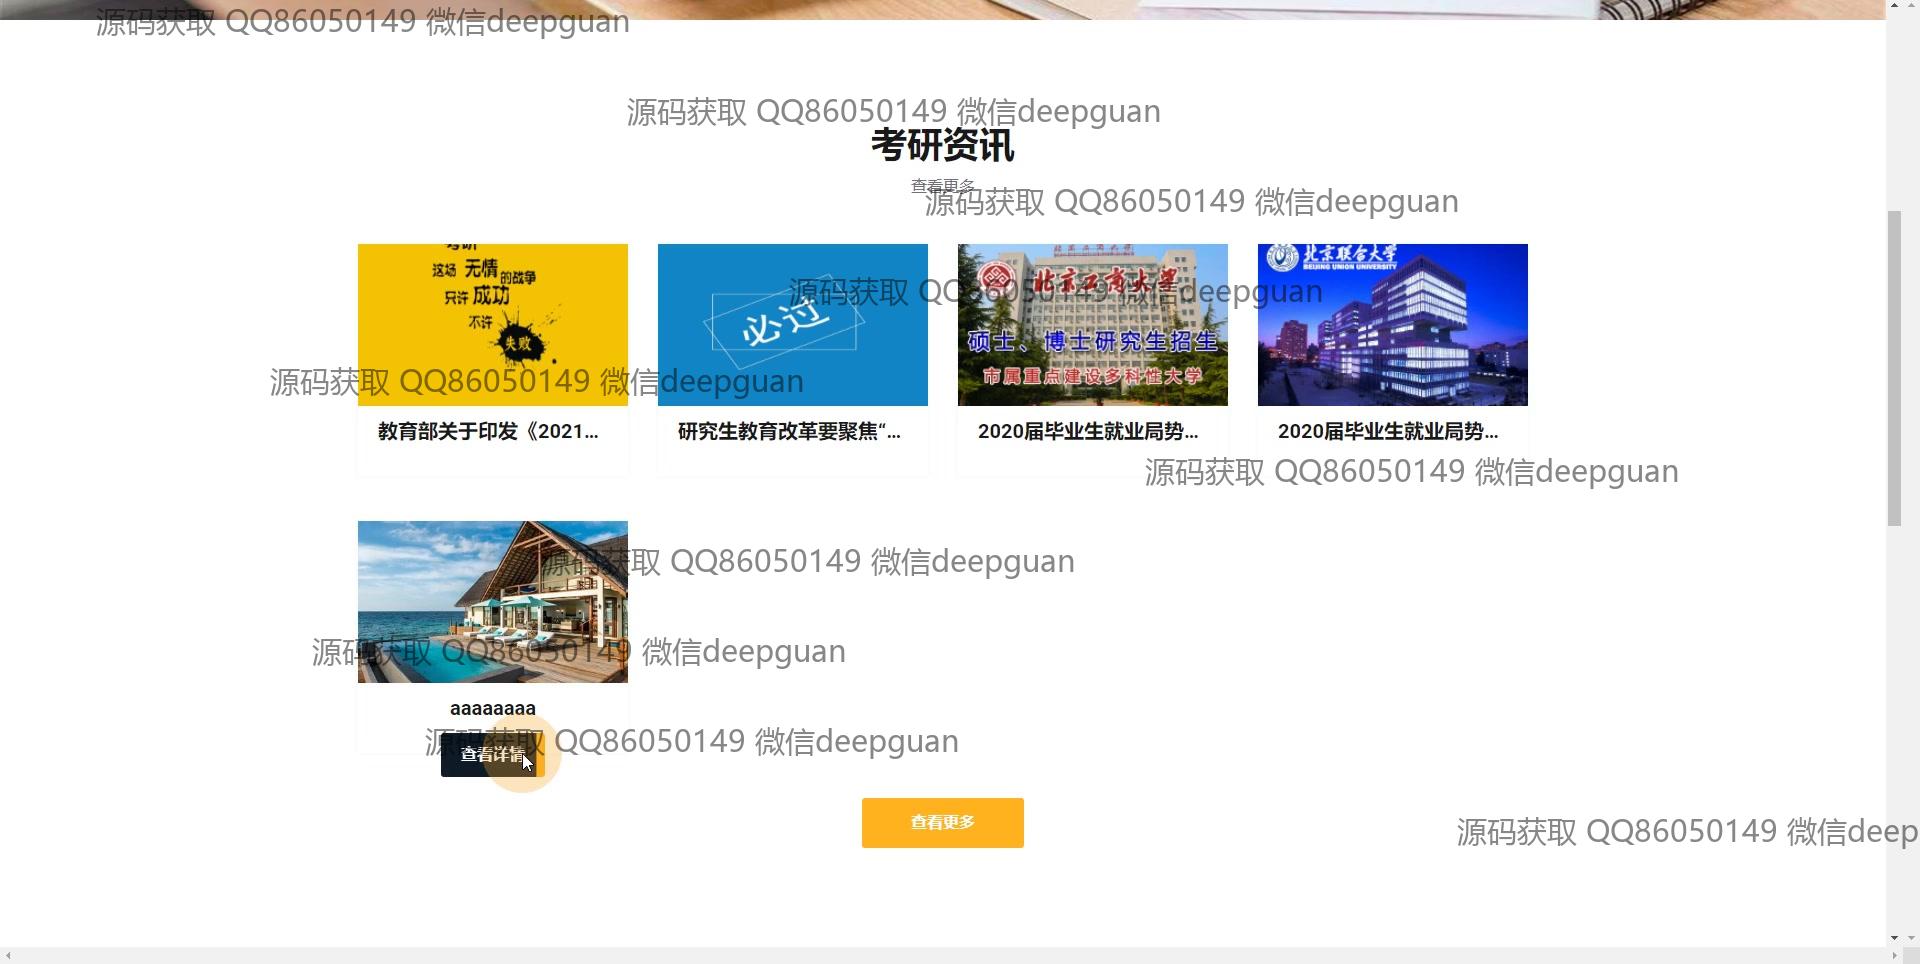 源码获取 QQ86050149 微信deepguan
源码获取 QQ86050149 微信deepguan
考研资讯
查看更多
源码获取 QQ86050149 微信deepguan
考研
这场 无情 的战争
只许 成功
不许
失败
必过
北京工商大学
硕士、博士研究生招生
市属重点建设多科性大学
北京联合大学
BEIJING UNION UNIVERSITY
源码获取 QQ86050149 微信deepguan
源码获取 QQ86050149 微信deepguan
教育部关于印发《2021...
研究生教育改革要聚焦“...
2020届毕业生就业局势...
2020届毕业生就业局势...
源码获取 QQ86050149 微信deepguan
源码获取 QQ86050149 微信deepguan
源码获取 QQ86050149 微信deepguan
aaaaaaaa
源码获取 QQ86050149 微信deepguan
查看详情
查看更多
源码获取 QQ86050149 微信deep